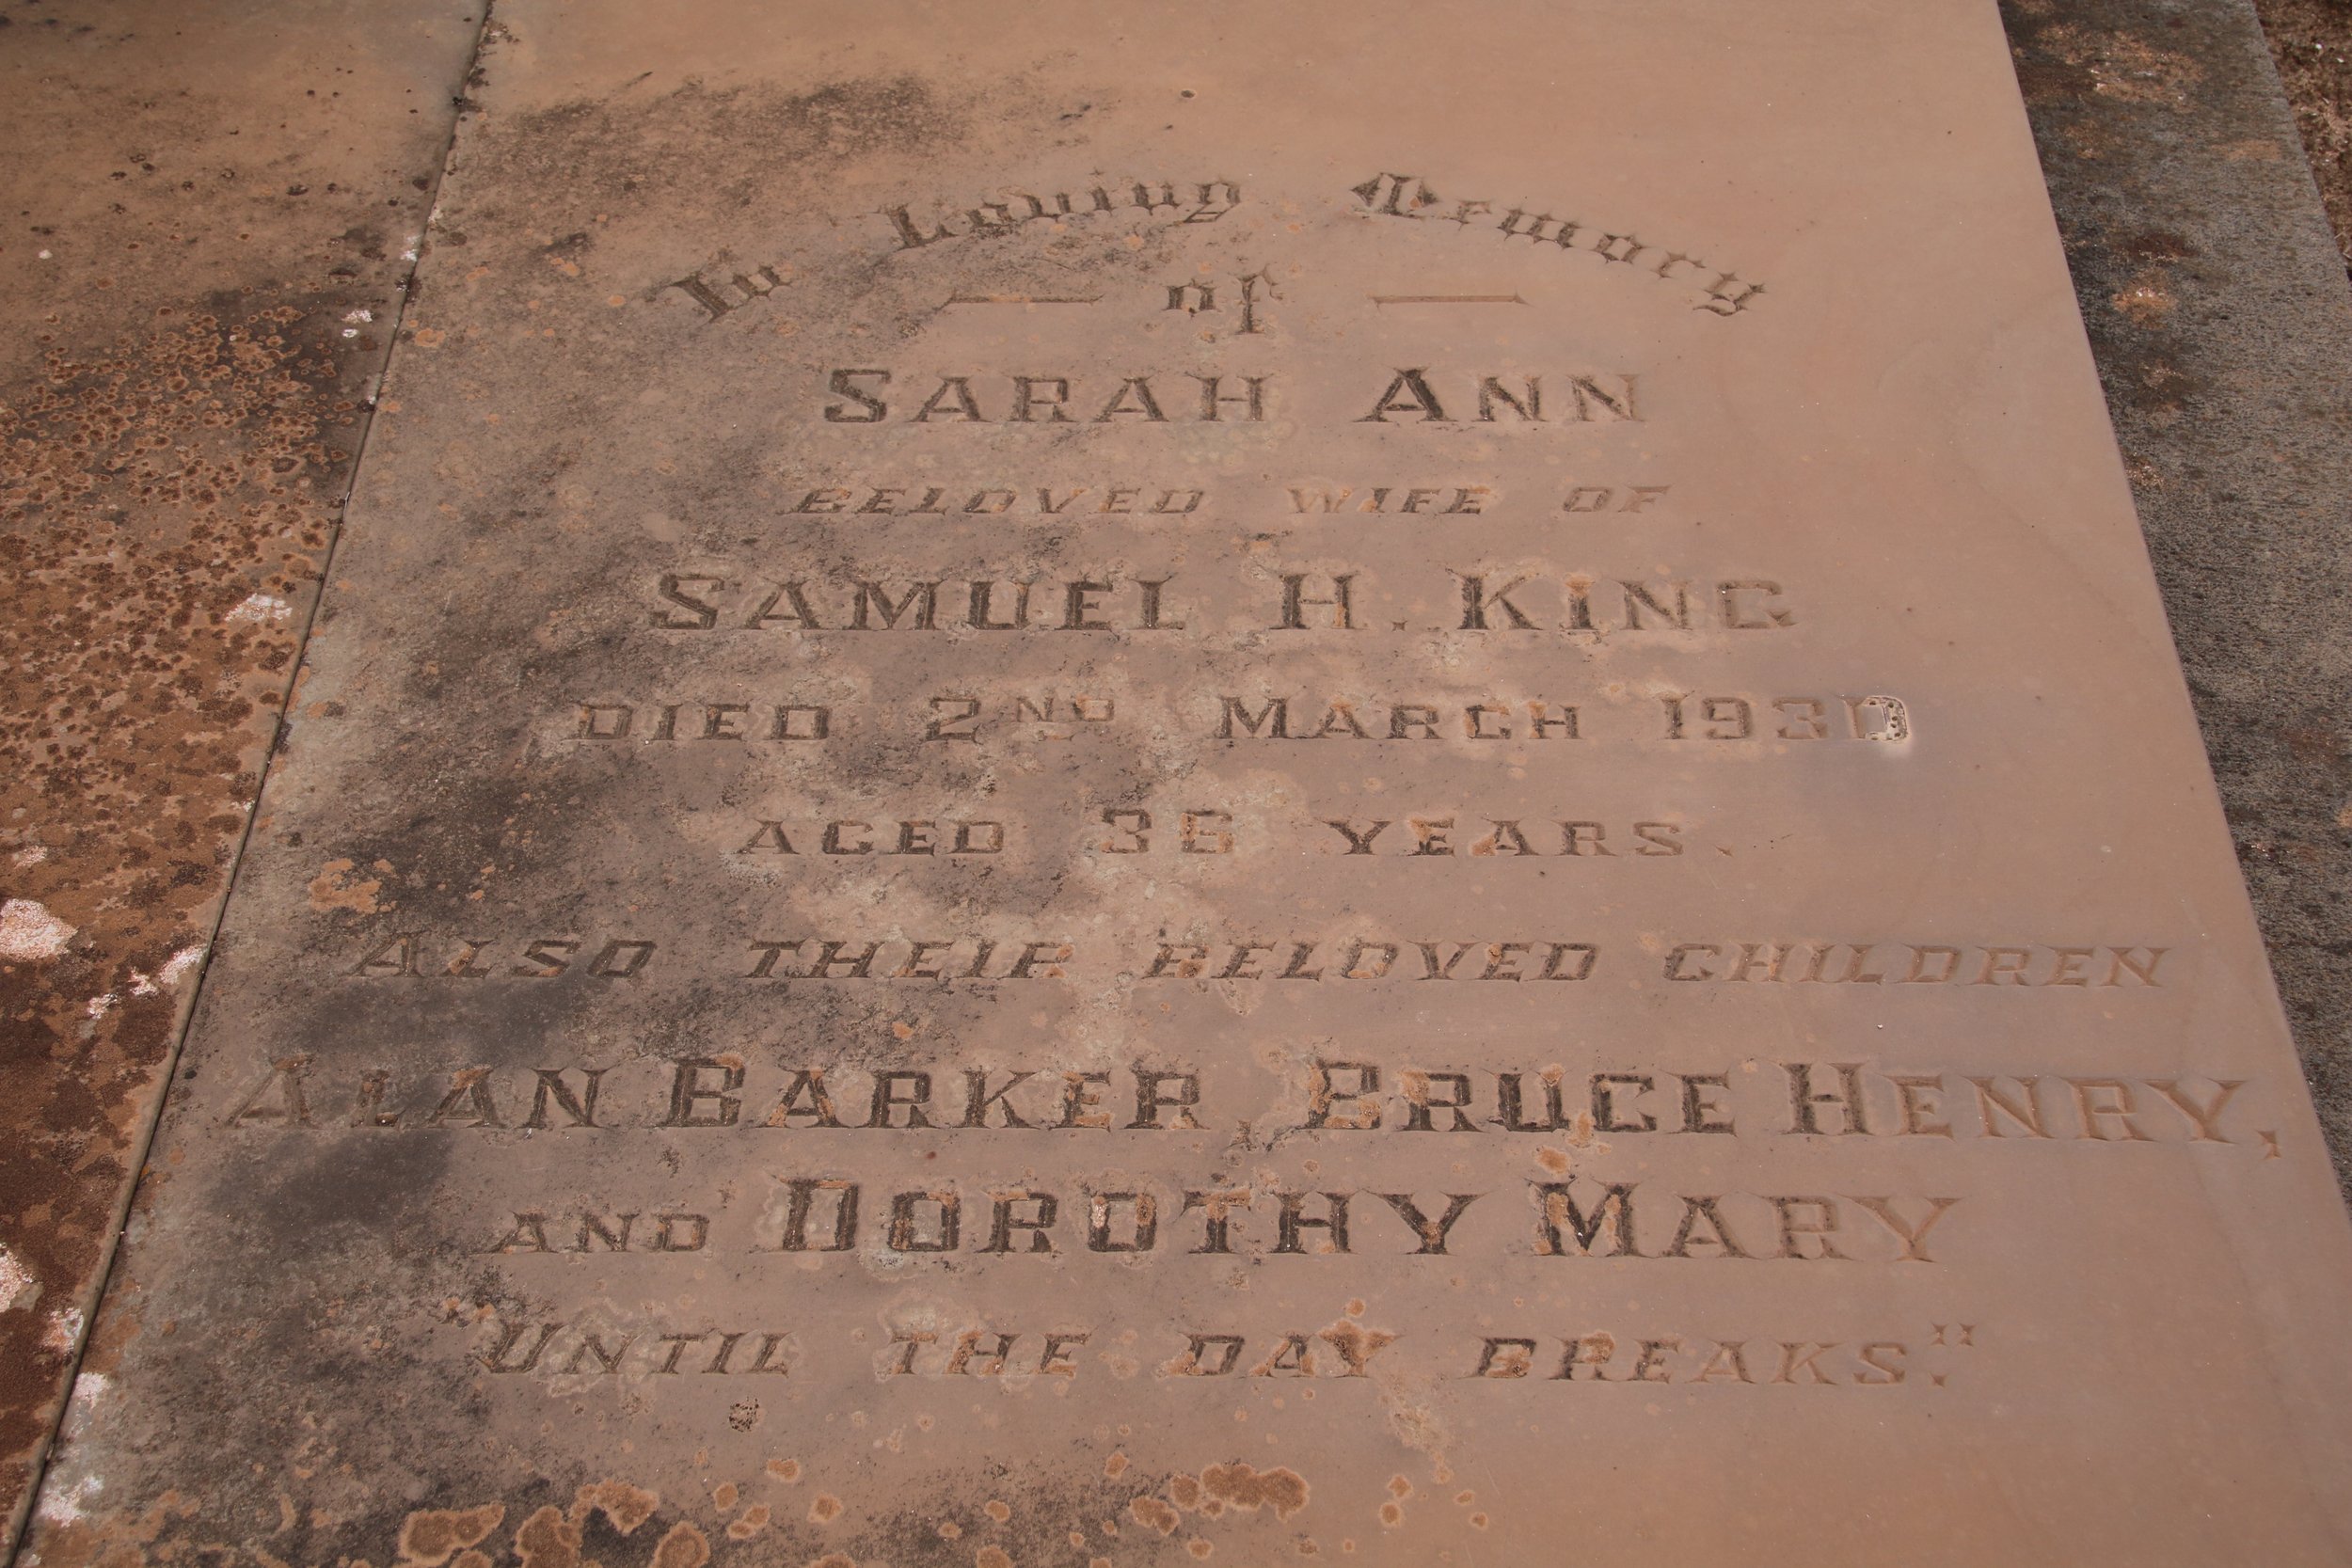 In Loving Memory
of
SARAH ANN
BELOVED WIFE OF
SAMUEL H. KING
DIED 2ND MARCH 1930
AGED 36 YEARS.
ALSO THEIR BELOVED CHILDREN
ALAN BARKER, BRUCE HENRY,
AND DOROTHY MARY
"UNTIL THE DAY BREAKS."